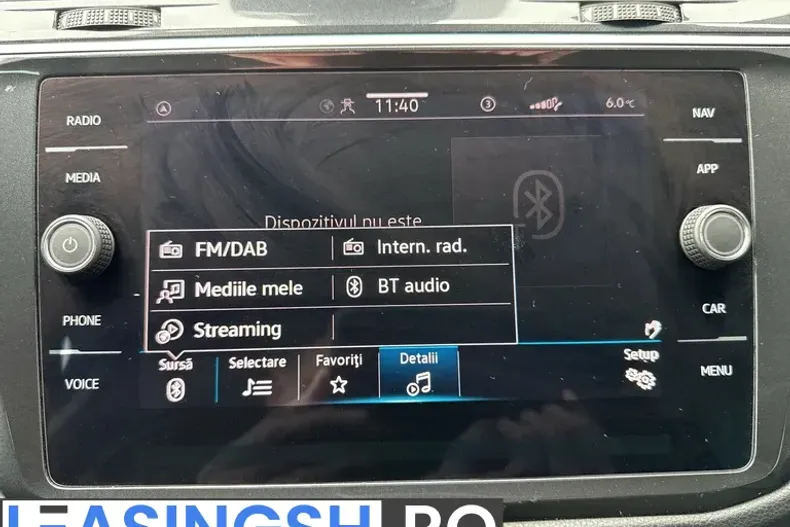 RADIO
MEDIA
PHONE
VOICE
11:40
3
6.0°C
NAV
APP
CAR
MENU
Dispozitivul nu este
FM/DAB
Intern. rad.
Mediile mele
BT audio
Streaming
Sursă
Selectare
Favoriți
Detalii
Setup
LEASINGSH.RO